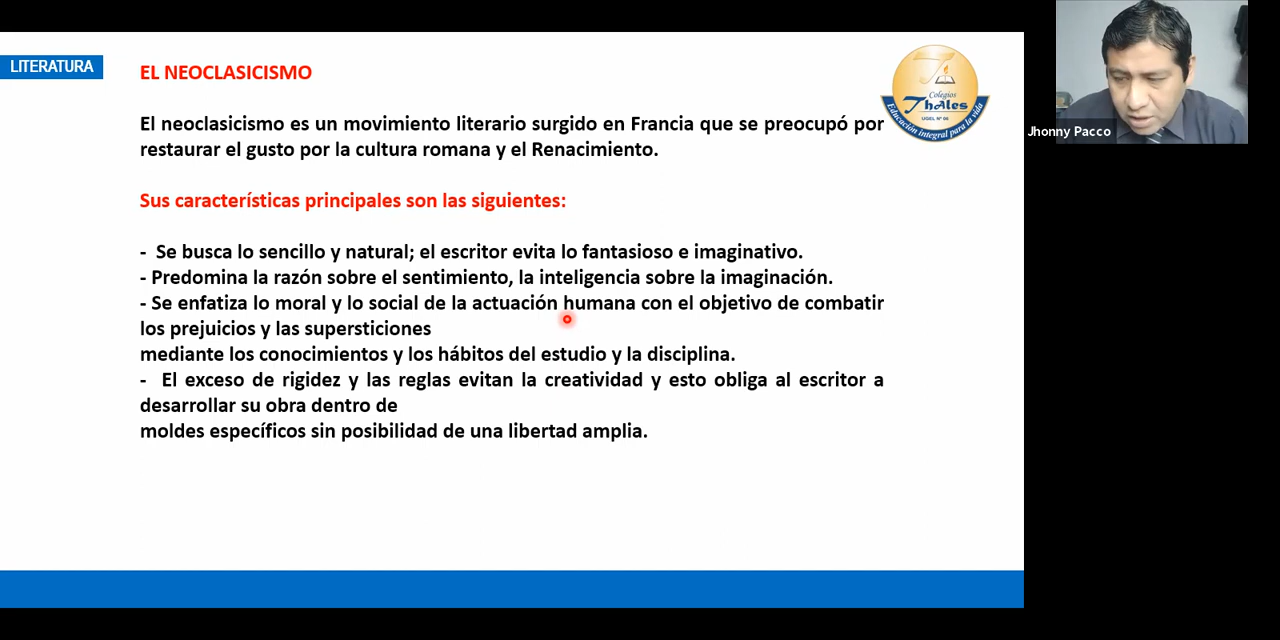 LITERATURA
EL NEOCLASICISMO
El neoclasicismo es un movimiento literario surgido en Francia que se preocupó por
restaurar el gusto por la cultura romana y el Renacimiento.
Sus características principales son las siguientes:
- Se busca lo sencillo y natural; el escritor evita lo fantasioso e imaginativo.
- Predomina la razón sobre el sentimiento, la inteligencia sobre la imaginación.
- Se enfatiza lo moral y lo social de la actuación humana con el objetivo de combatir
los prejuicios y las supersticiones
mediante los conocimientos y los hábitos del estudio y la disciplina.
- El exceso de rigidez y las reglas evitan la creatividad y esto obliga al escritor a
desarrollar su obra dentro de
moldes específicos sin posibilidad de una libertad amplia.
Colegios
Thales
UGEL Nº 06
Educación integral para la vida
Jhonny Pacco